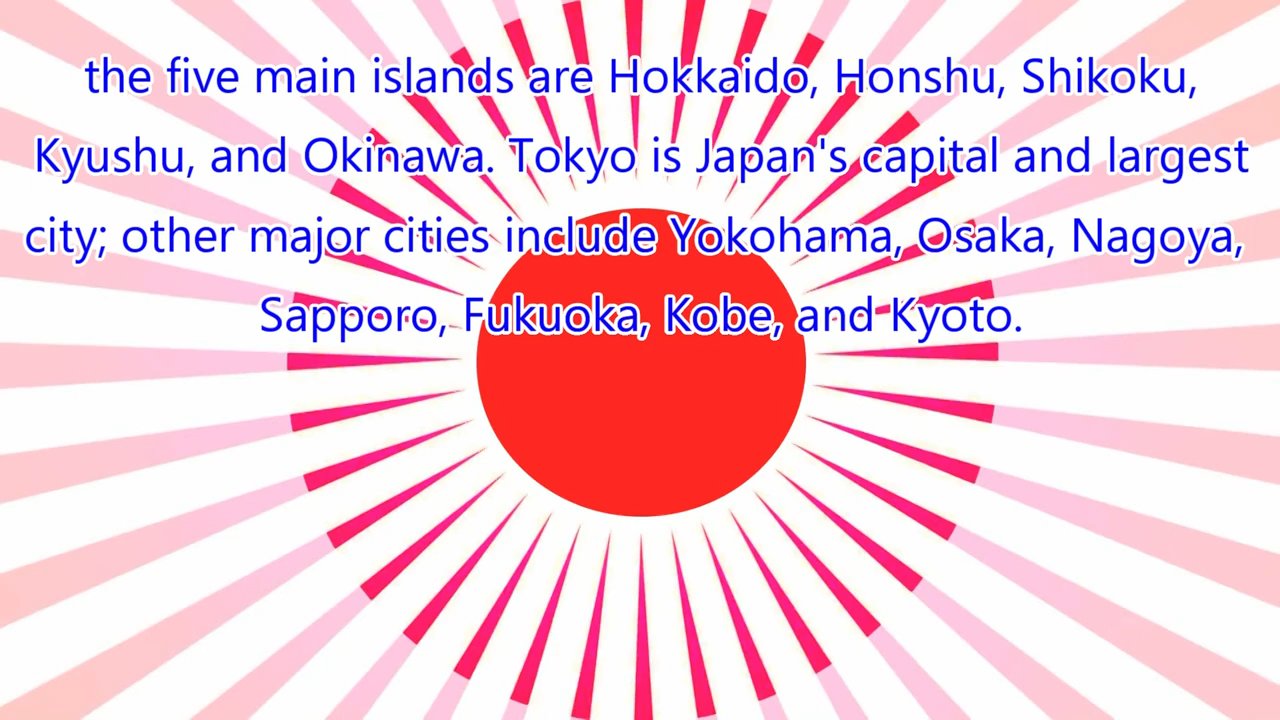 the five main islands are Hokkaido, Honshu, Shikoku,
Kyushu, and Okinawa. Tokyo is Japan's capital and largest
city; other major cities include Yokohama, Osaka, Nagoya,
Sapporo, Fukuoka, Kobe, and Kyoto.